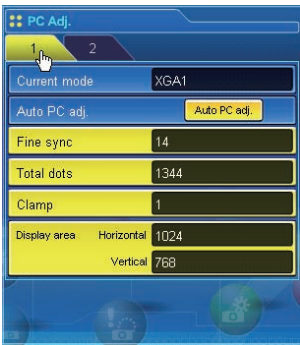 PC Adj.
1 2
Current mode XGA1
Auto PC adj. Auto PC adj.
Fine sync 14
Total dots 1344
Clamp 1
Display area Horizontal 1024
Vertical 768